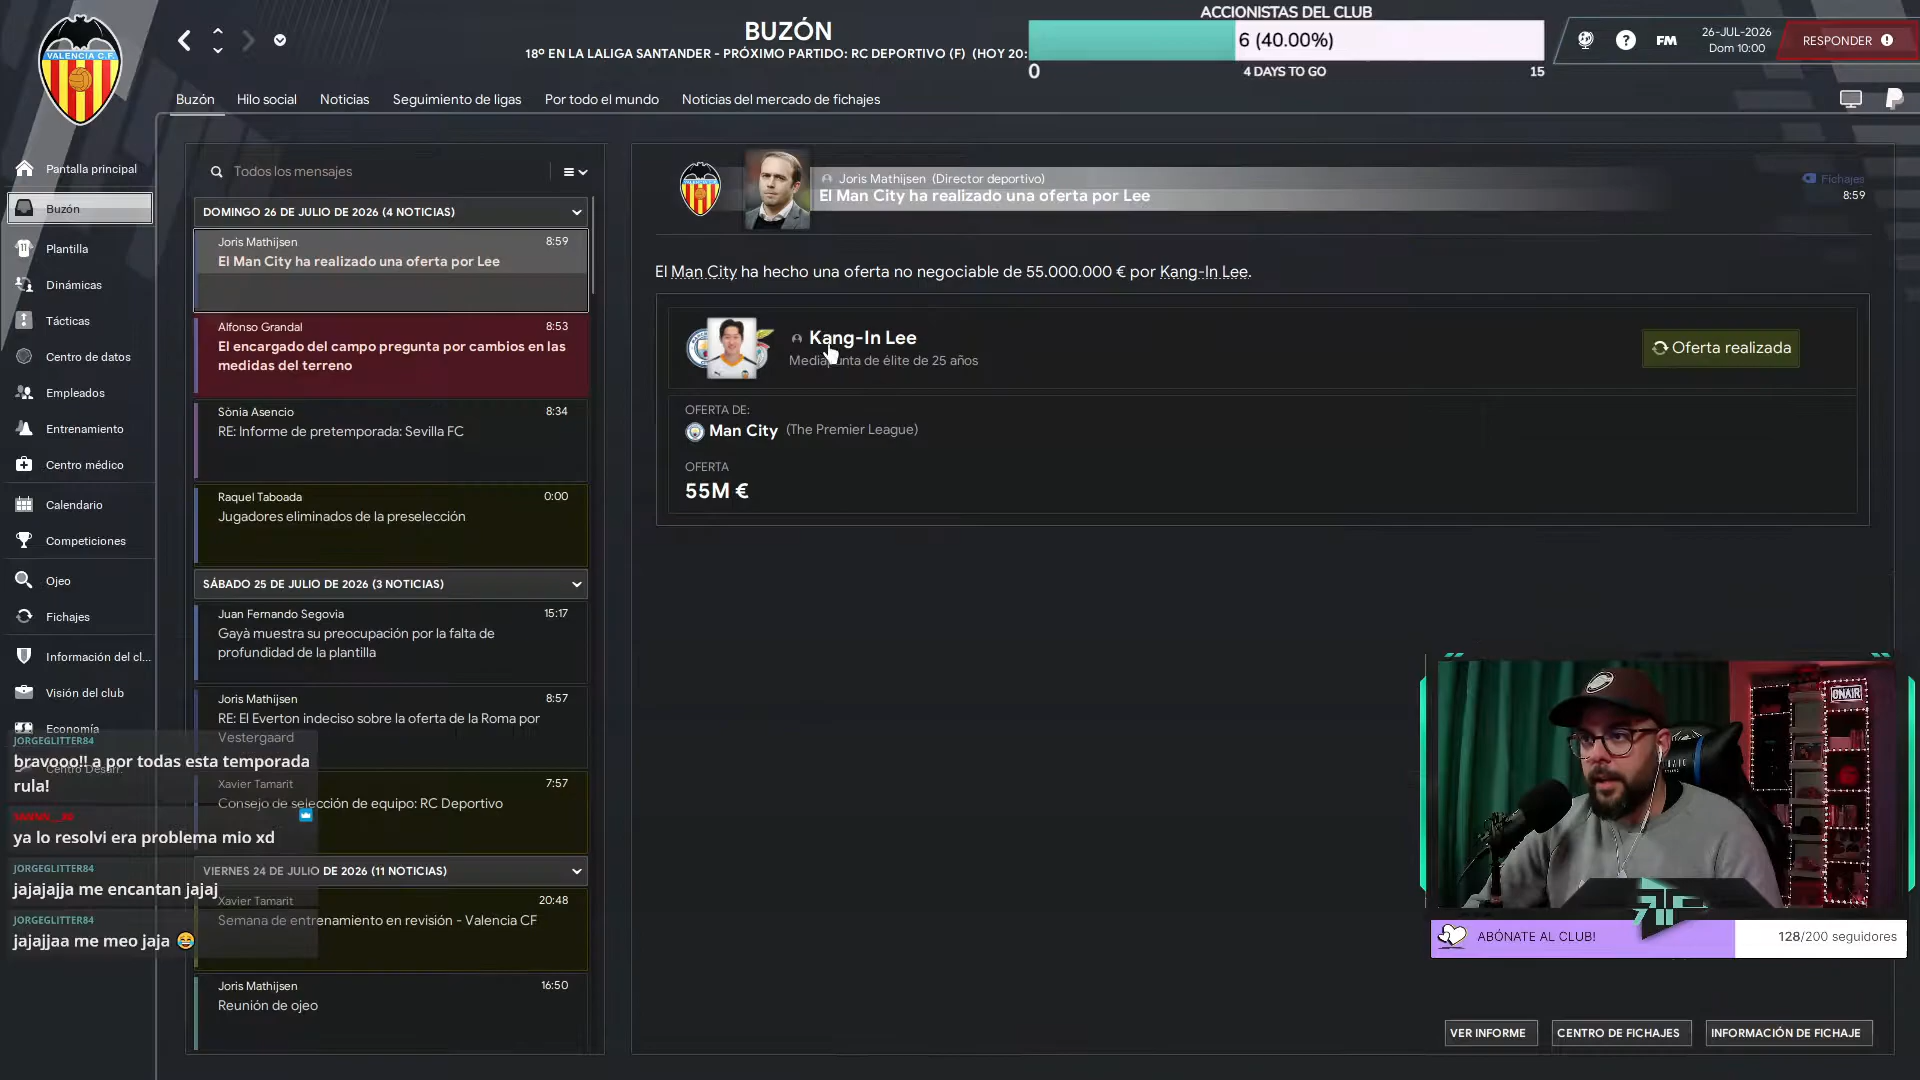 VALENCIA C.F.
BUZÓN
18º EN LA LALIGA SANTANDER - PRÓXIMO PARTIDO: RC DEPORTIVO (F) (HOY 20:
ACCIONISTAS DEL CLUB
6 (40.00%)
0
4 DAYS TO GO
15
FM
26-JUL-2026
Dom 10:00
RESPONDER
Buzón
Hilo social
Noticias
Seguimiento de ligas
Por todo el mundo
Noticias del mercado de fichajes
Pantalla principal
Buzón
Plantilla
Dinámicas
Tácticas
Centro de datos
Empleados
Entrenamiento
Centro médico
Calendario
Competiciones
Ojeo
Fichajes
Información del cl...
Visión del club
Economía
Centro Desarr.
Todos los mensajes
DOMINGO 26 DE JULIO DE 2026 (4 NOTICIAS)
Joris Mathijsen 8:59
El Man City ha realizado una oferta por Lee
Alfonso Grandal 8:53
El encargado del campo pregunta por cambios en las
medidas del terreno
Sònia Asencio 8:34
RE: Informe de pretemporada: Sevilla FC
Raquel Taboada 0:00
Jugadores eliminados de la preselección
SÁBADO 25 DE JULIO DE 2026 (3 NOTICIAS)
Juan Fernando Segovia 15:17
Gayà muestra su preocupación por la falta de
profundidad de la plantilla
Joris Mathijsen 8:57
RE: El Everton indeciso sobre la oferta de la Roma por
Vestergaard
Xavier Tamarit 7:57
Consejo de selección de equipo: RC Deportivo
VIERNES 24 DE JULIO DE 2026 (11 NOTICIAS)
Xavier Tamarit 20:48
Semana de entrenamiento en revisión - Valencia CF
Joris Mathijsen 16:50
Reunión de ojeo
JORGEGLITTER84
bravooo!! a por todas esta temporada
rula!
ya lo resolvi era problema mio xd
JORGEGLITTER84
jajajajja me encantan jajaj
JORGEGLITTER84
jajajjaa me meo jaja 😂
Joris Mathijsen (Director deportivo)
El Man City ha realizado una oferta por Lee
Fichajes
8:59
El Man City ha hecho una oferta no negociable de 55.000.000 € por Kang-In Lee.
Kang-In Lee
Mediapunta de élite de 25 años
Oferta realizada
OFERTA DE:
Man City (The Premier League)
OFERTA
55M €
ON AIR
ABÓNATE AL CLUB!
128/200 seguidores
VER INFORME
CENTRO DE FICHAJES
INFORMACIÓN DE FICHAJE